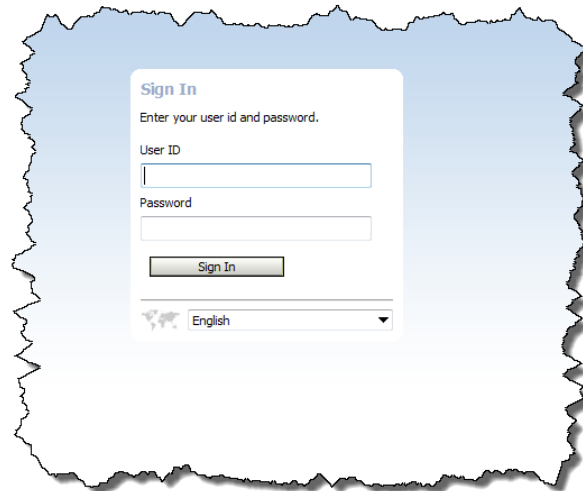 Sign In
Enter your user id and password.
User ID
Password
Sign In
English